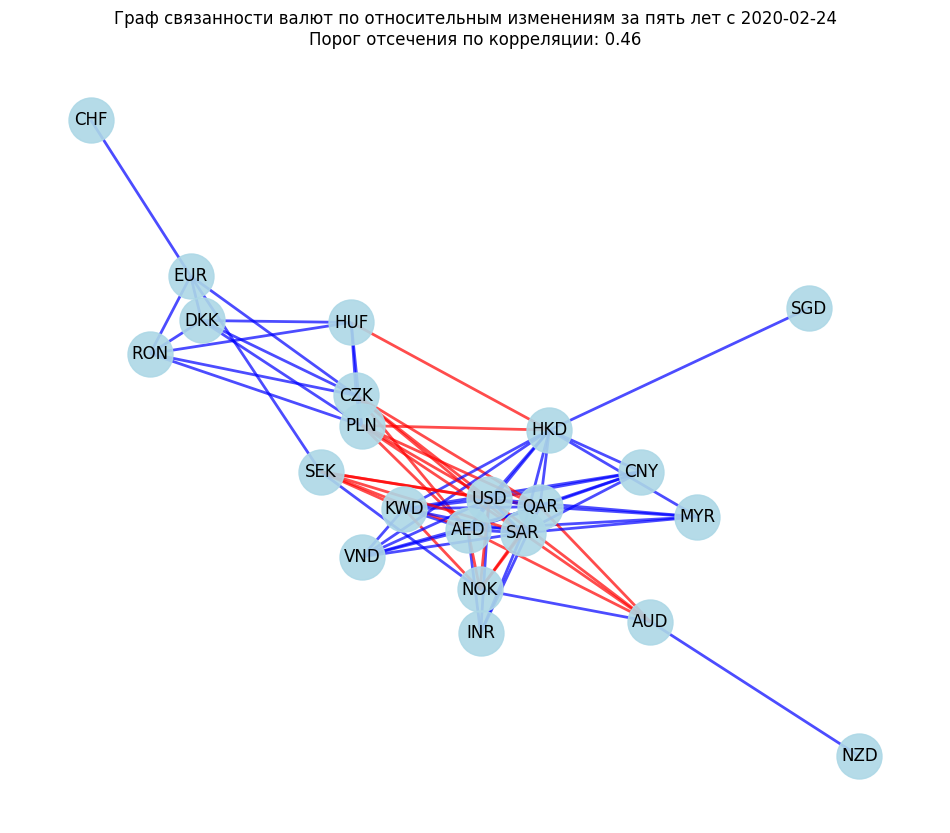 Граф связанности валют по относительным изменениям за пять лет с 2020-02-24
Порог отсечения по корреляции: 0.46
CHF
EUR
SGD
DKK
HUF
RON
CZK
PLN
HKD
SEK
CNY
USD
QAR
KWD
MYR
AED
SAR
VND
NOK
AUD
INR
NZD